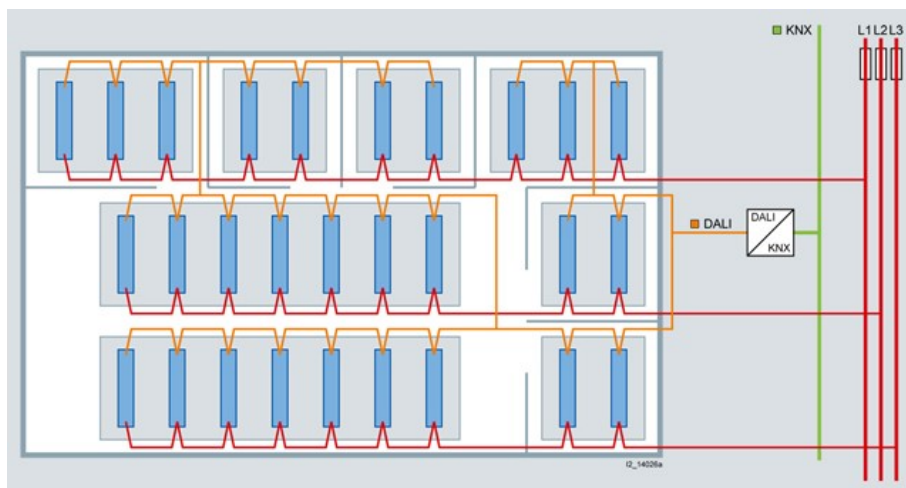 KNX
L1 L2 L3
DALI
DALI
KNX
I2_14026a